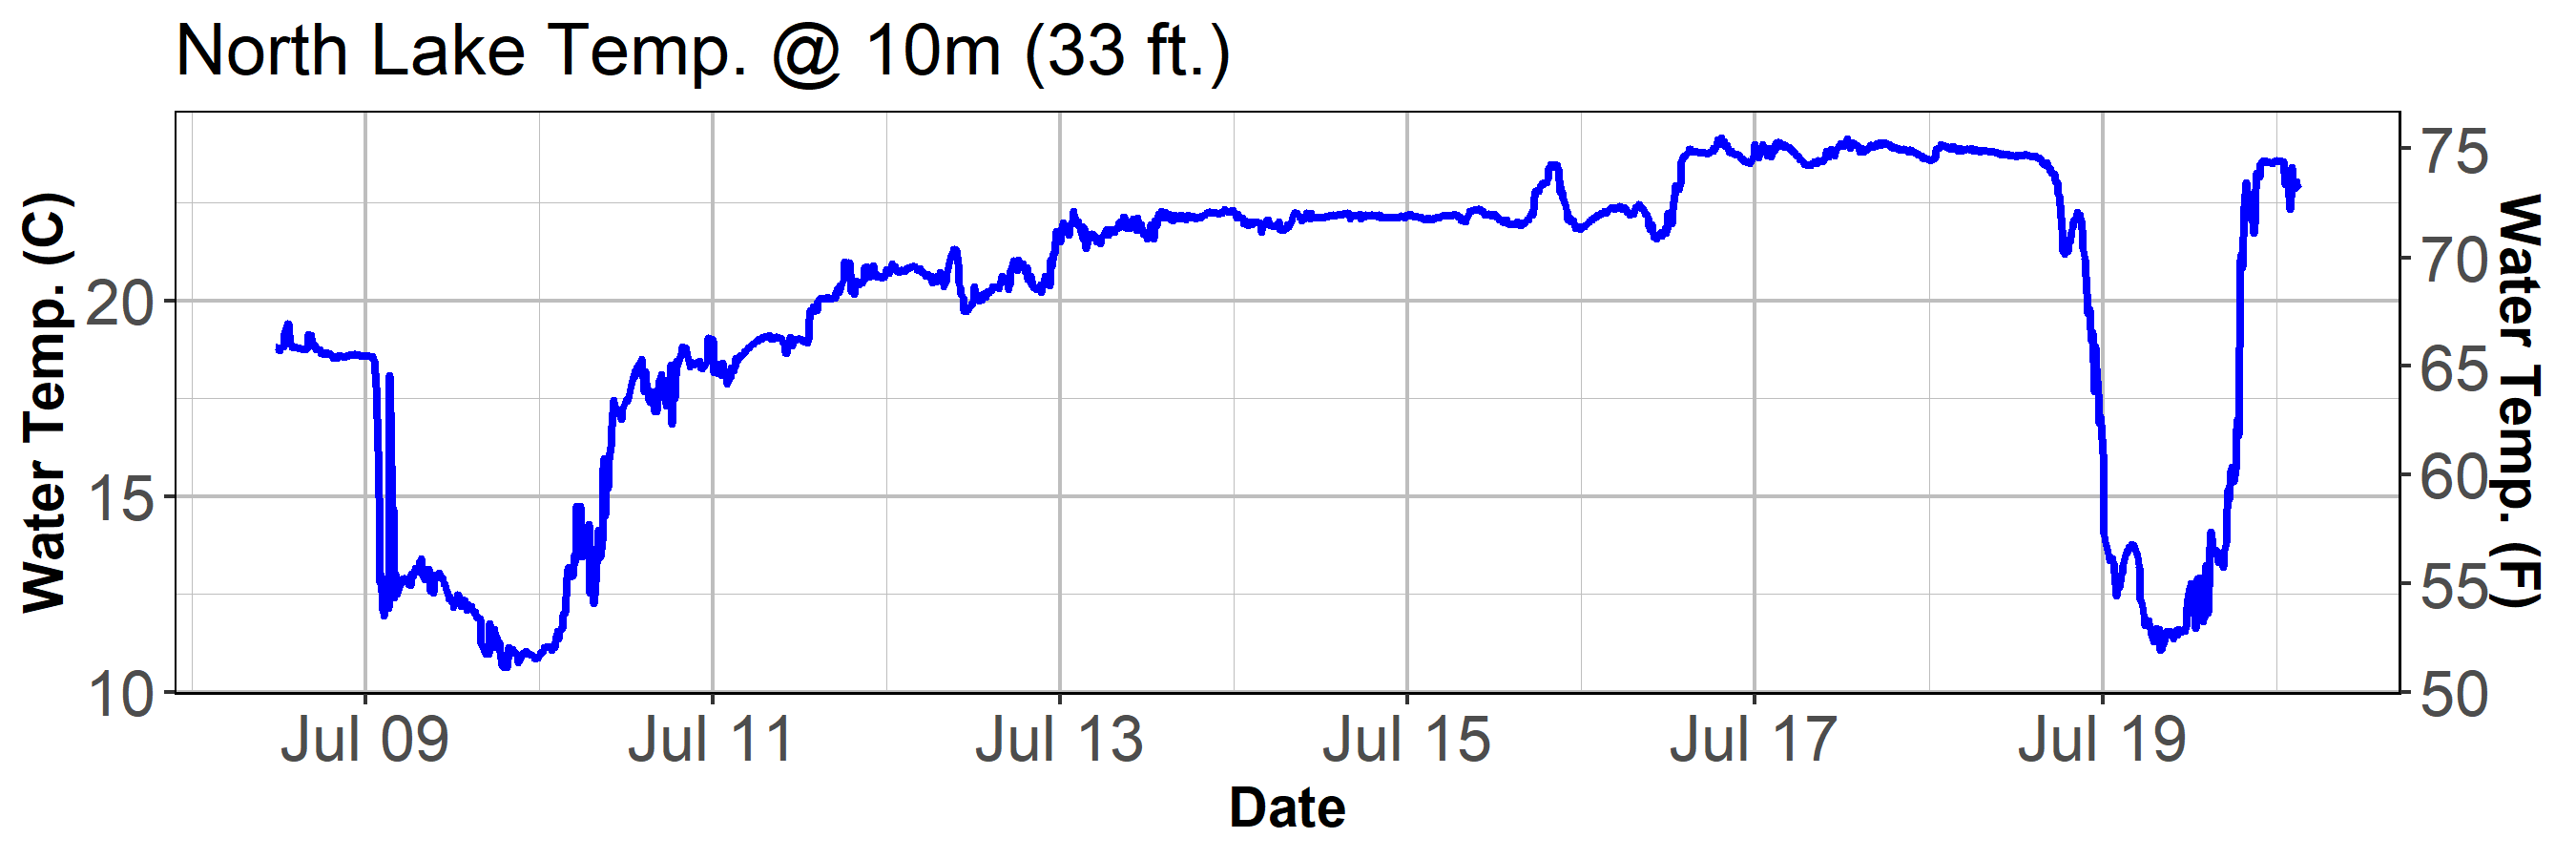 North Lake Temp. @ 10m (33 ft.)
Water Temp. (C)
20
15
10
75
70
65
60
55
50
Water Temp. (F)
Jul 09 Jul 11 Jul 13 Jul 15 Jul 17 Jul 19
Date